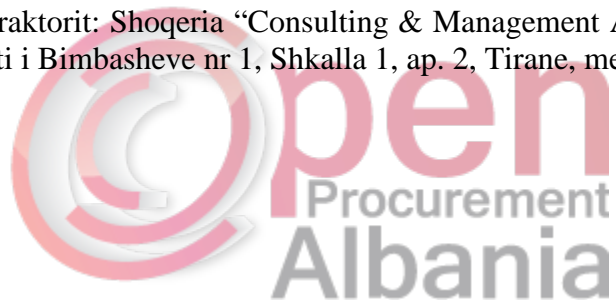 raktorit: Shoqeria “Consulting & Management A
ti i Bimbasheve nr 1, Shkalla 1, ap. 2, Tirane, me
Open
Procurement
Albania